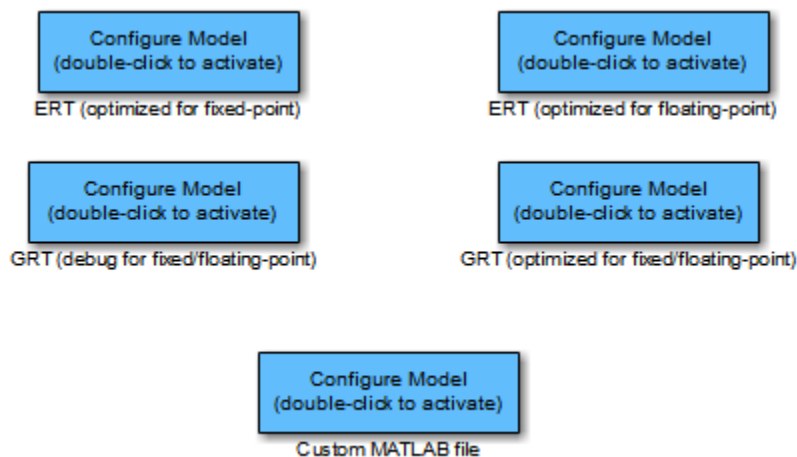 Configure Model
(double-click to activate)
ERT (optimized for fixed-point)
Configure Model
(double-click to activate)
ERT (optimized for floating-point)
Configure Model
(double-click to activate)
GRT (debug for fixed/floating-point)
Configure Model
(double-click to activate)
GRT (optimized for fixed/floating-point)
Configure Model
(double-click to activate)
Custom MATLAB file